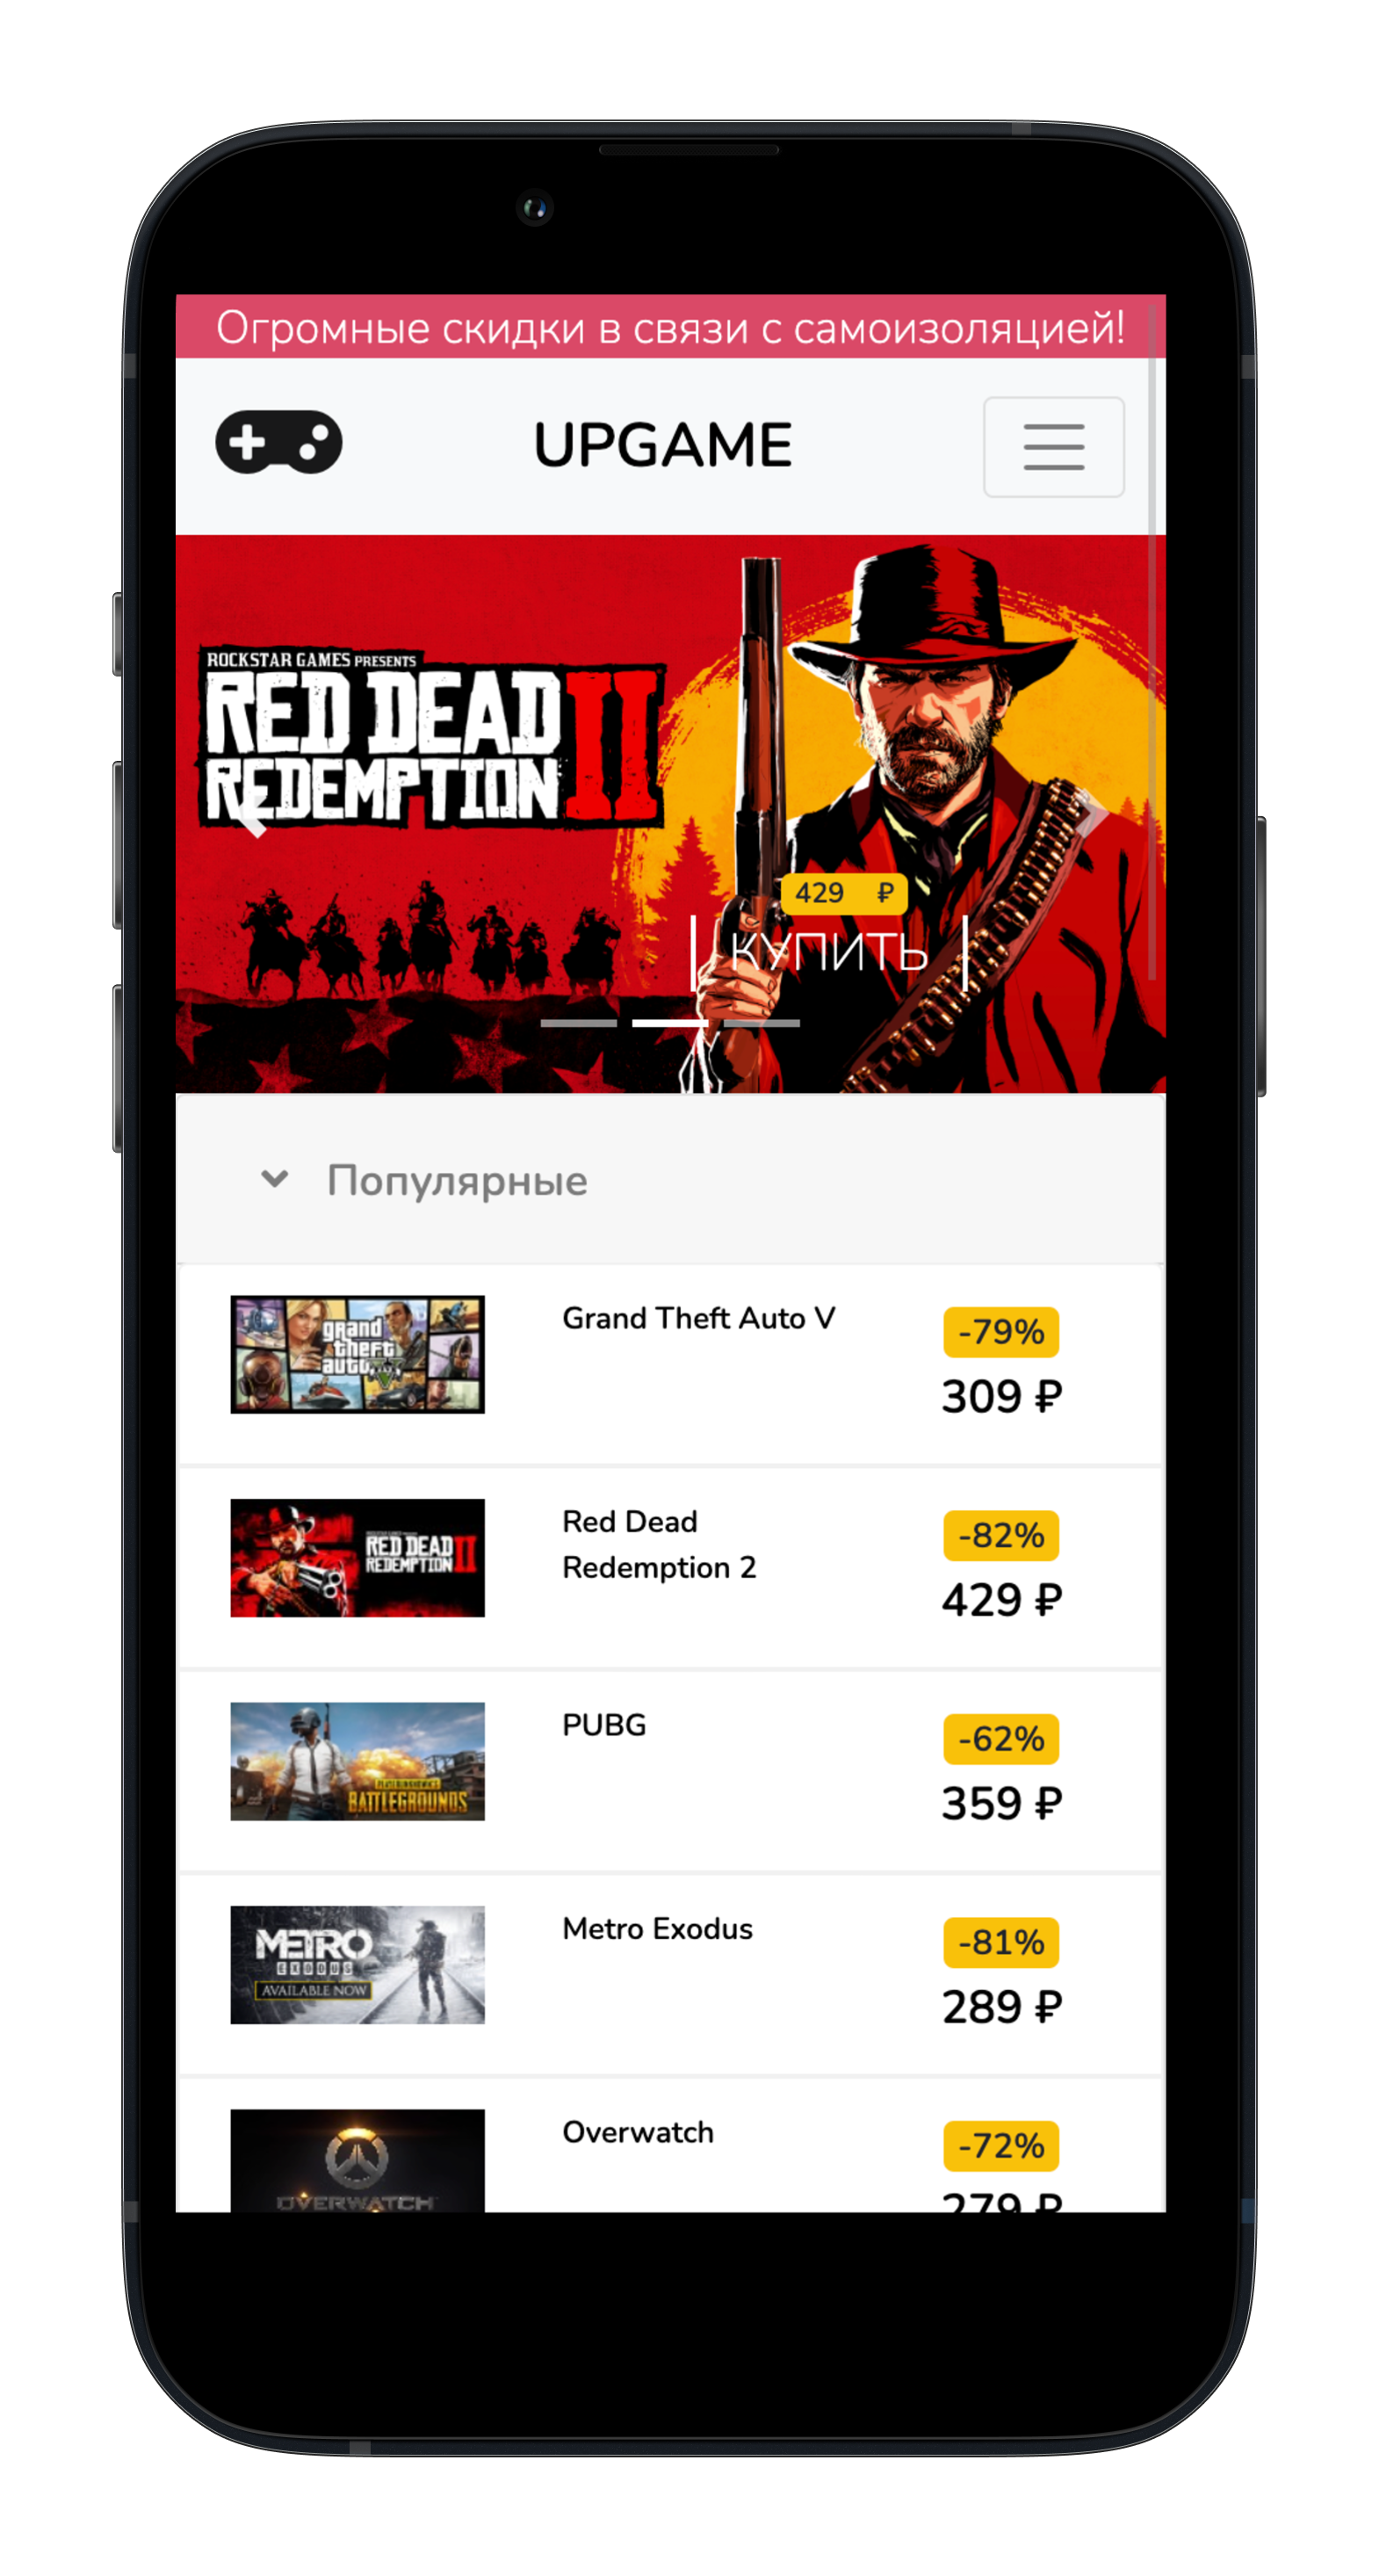 Огромные скидки в связи с самоизоляцией!
UPGAME
ROCKSTAR GAMES PRESENTS
RED DEAD
REDEMPTION II
429 ₽
КУПИТЬ
Популярные
grand
theft
auto
V
Grand Theft Auto V
-79%
309 ₽
RED DEAD
REDEMPTION II
Red Dead
Redemption 2
-82%
429 ₽
BATTLEGROUNDS
PUBG
-62%
359 ₽
METRO
EXODUS
AVAILABLE NOW
Metro Exodus
-81%
289 ₽
OVERWATCH
Overwatch
-72%
279 ₽